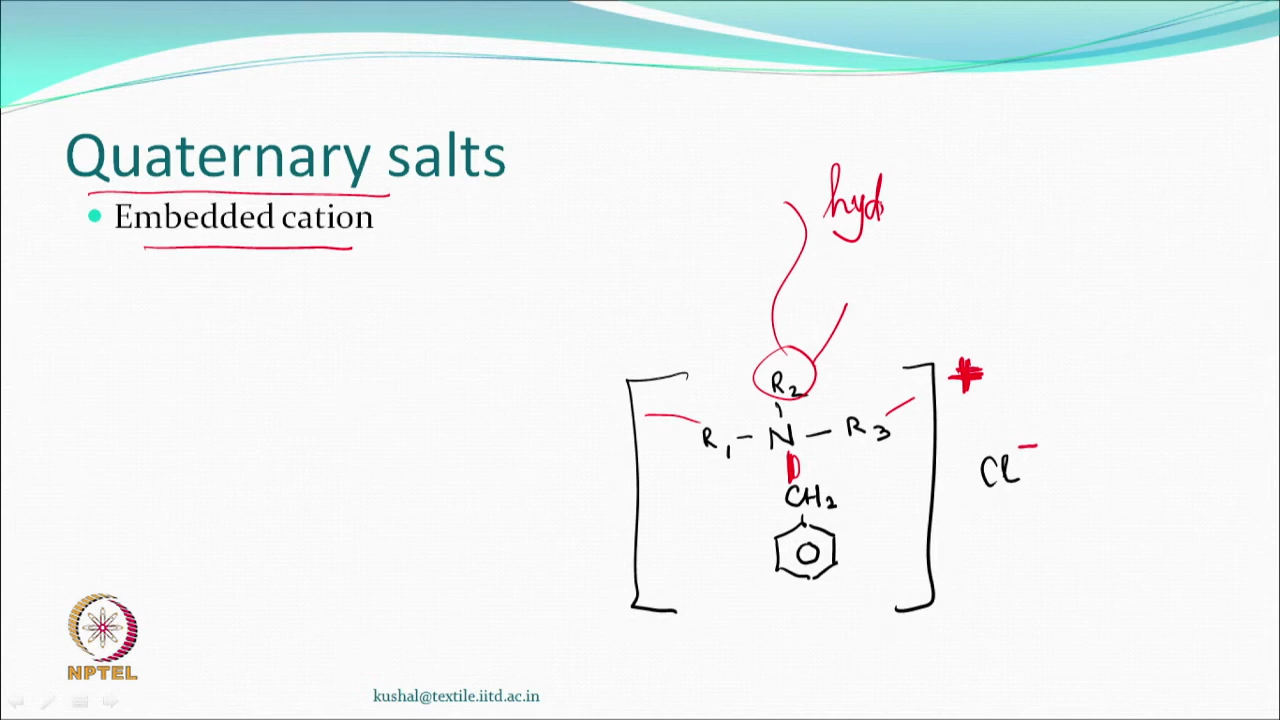 Quaternary salts
Embedded cation
hyd
R2
+
R1 - N - R3
Cl-
CH2
NPTEL
kushal@textile.iitd.ac.in